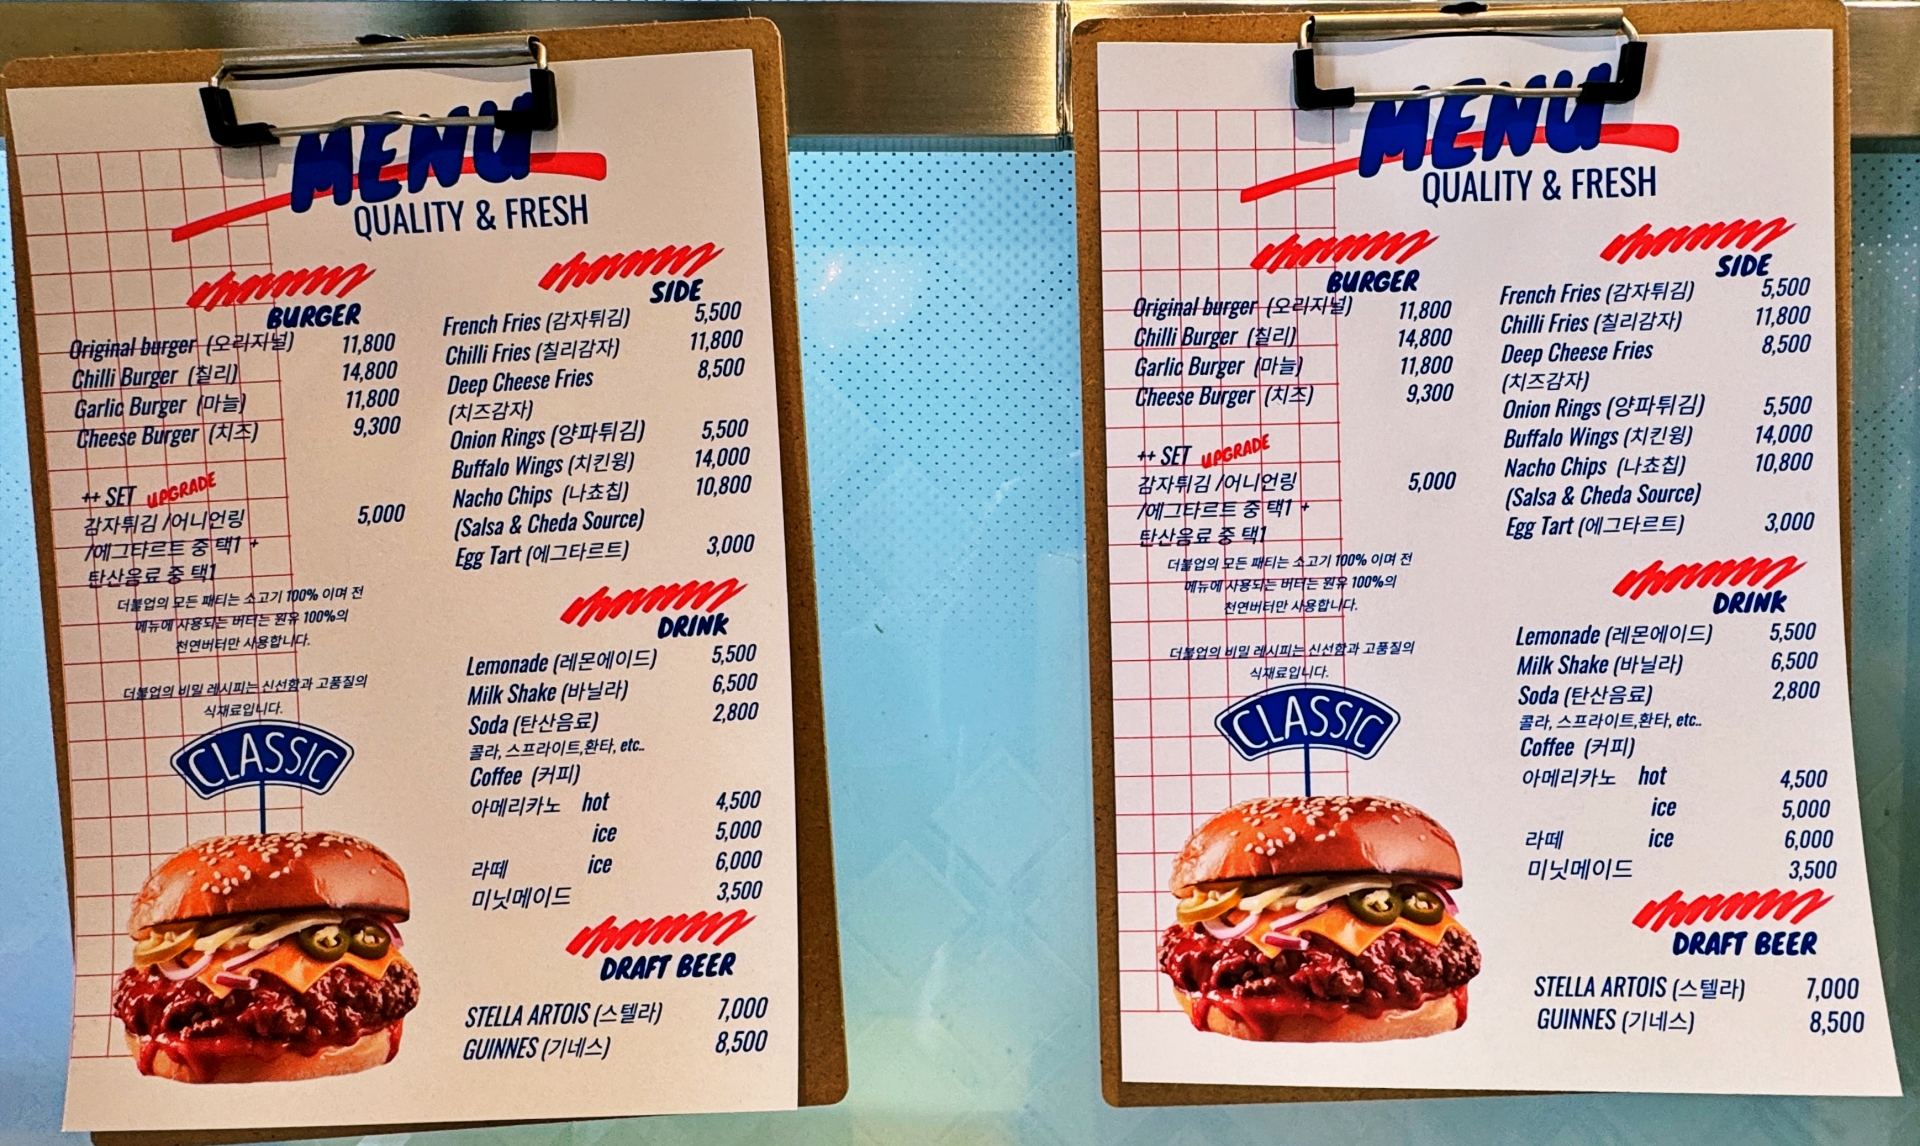 MENU
QUALITY & FRESH
BURGER
Original burger (오리지널) 11,800
Chilli Burger (칠리) 14,800
Garlic Burger (마늘) 11,800
Cheese Burger (치즈) 9,300
++ SET UPGRADE
감자튀김 /어니언링 5,000
/에그타르트 중 택1 +
탄산음료 중 택1
더불업의 모든 패티는 소고기 100% 이며 전
메뉴에 사용되는 버터는 원유 100%의
천연버터만 사용합니다.
더불업의 비밀 레시피는 신선함과 고품질의
식재료입니다.
CLASSIC
SIDE
French Fries (감자튀김) 5,500
Chilli Fries (칠리감자) 11,800
Deep Cheese Fries 8,500
(치즈감자)
Onion Rings (양파튀김) 5,500
Buffalo Wings (치킨윙) 14,000
Nacho Chips (나쵸칩) 10,800
(Salsa & Cheda Source)
Egg Tart (에그타르트) 3,000
DRINK
Lemonade (레몬에이드) 5,500
Milk Shake (바닐라) 6,500
Soda (탄산음료) 2,800
콜라, 스프라이트,환타, etc..
Coffee (커피)
아메리카노 hot 4,500
ice 5,000
라떼 ice 6,000
미닛메이드 3,500
DRAFT BEER
STELLA ARTOIS (스텔라) 7,000
GUINNES (기네스) 8,500
MENU
QUALITY & FRESH
BURGER
Original burger (오리지널) 11,800
Chilli Burger (칠리) 14,800
Garlic Burger (마늘) 11,800
Cheese Burger (치즈) 9,300
++ SET UPGRADE
감자튀김 /어니언링 5,000
/에그타르트 중 택1 +
탄산음료 중 택1
더불업의 모든 패티는 소고기 100% 이며 전
메뉴에 사용되는 버터는 원유 100%의
천연버터만 사용합니다.
더불업의 비밀 레시피는 신선함과 고품질의
식재료입니다.
CLASSIC
SIDE
French Fries (감자튀김) 5,500
Chilli Fries (칠리감자) 11,800
Deep Cheese Fries 8,500
(치즈감자)
Onion Rings (양파튀김) 5,500
Buffalo Wings (치킨윙) 14,000
Nacho Chips (나쵸칩) 10,800
(Salsa & Cheda Source)
Egg Tart (에그타르트) 3,000
DRINK
Lemonade (레몬에이드) 5,500
Milk Shake (바닐라) 6,500
Soda (탄산음료) 2,800
콜라, 스프라이트,환타, etc..
Coffee (커피)
아메리카노 hot 4,500
ice 5,000
라떼 ice 6,000
미닛메이드 3,500
DRAFT BEER
STELLA ARTOIS (스텔라) 7,000
GUINNES (기네스) 8,500